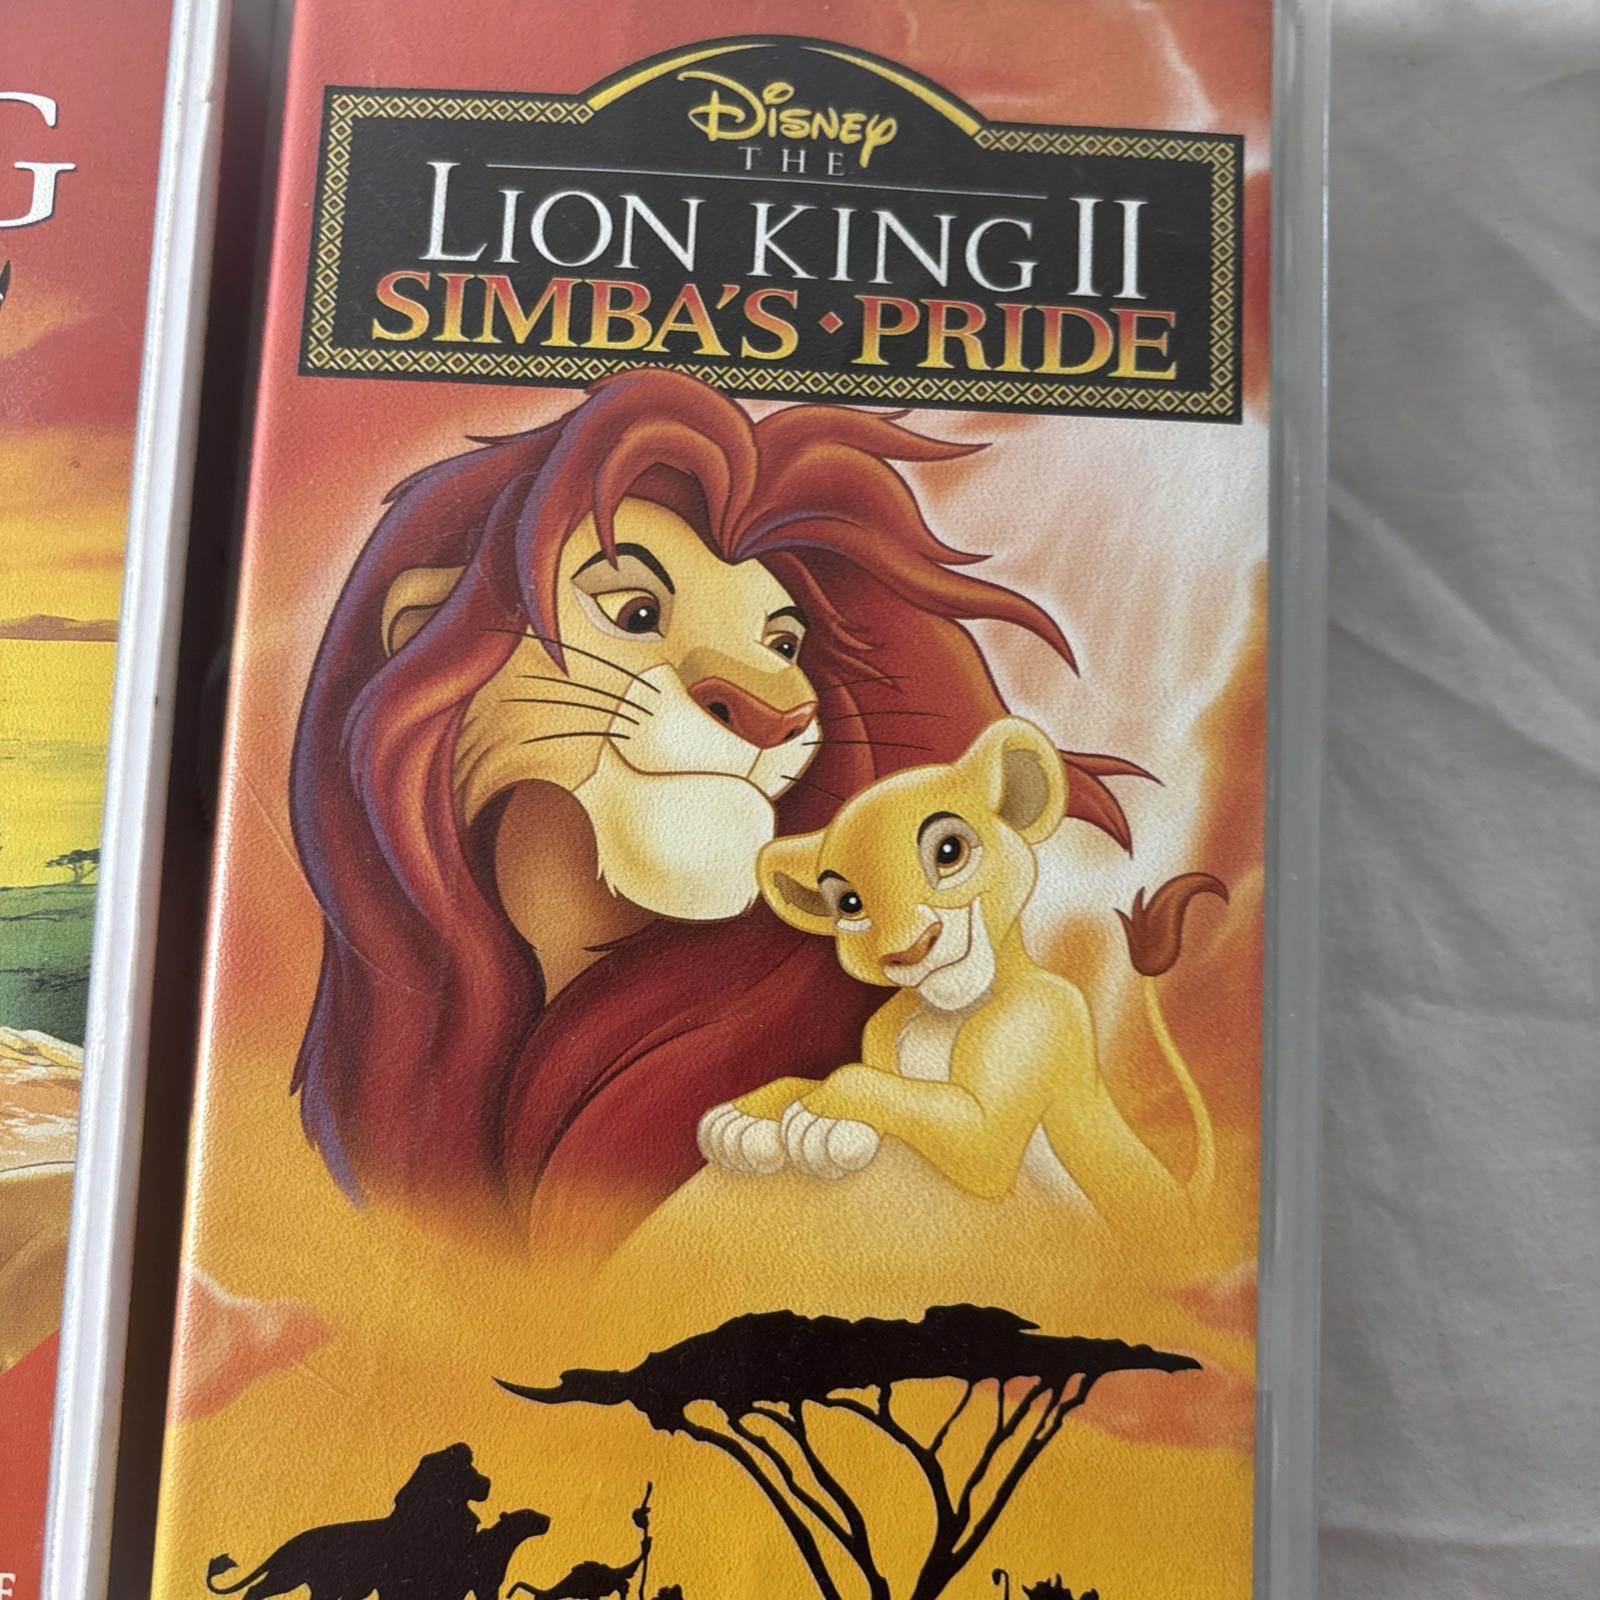 G
DISNEY
THE
LION KING II
SIMBA'S • PRIDE
F